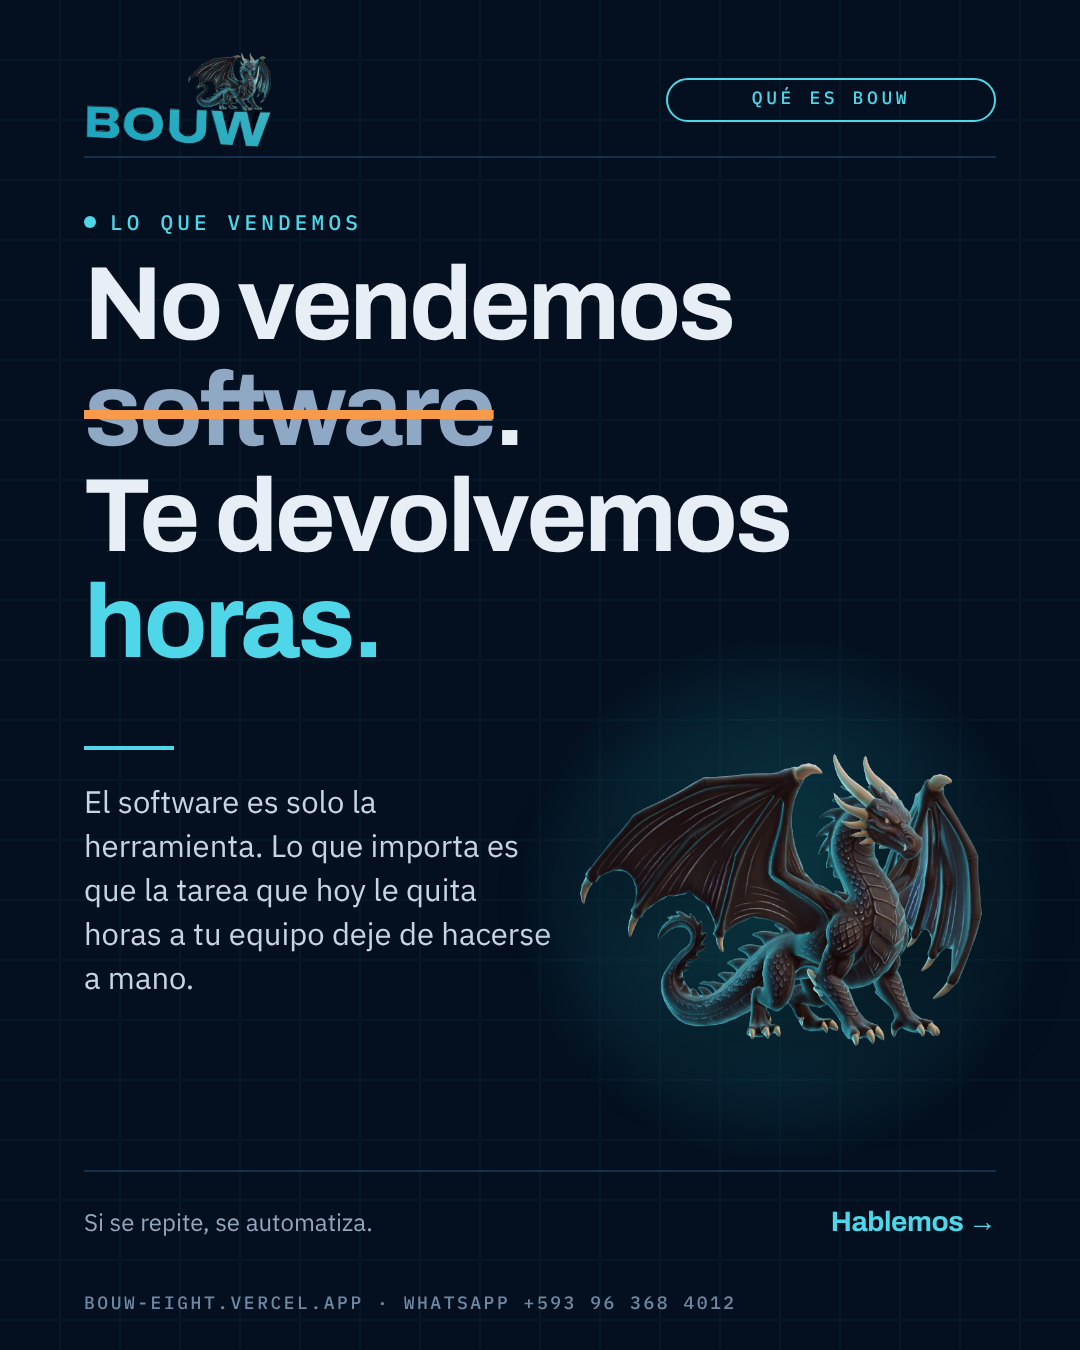 BOUW
QUÉ ES BOUW
LO QUE VENDEMOS
No vendemos
software.
Te devolvemos
horas.
El software es solo la
herramienta. Lo que importa es
que la tarea que hoy le quita
horas a tu equipo deje de hacerse
a mano.
Si se repite, se automatiza.
Hablemos →
BOUW-EIGHT.VERCEL.APP · WHATSAPP +593 96 368 4012